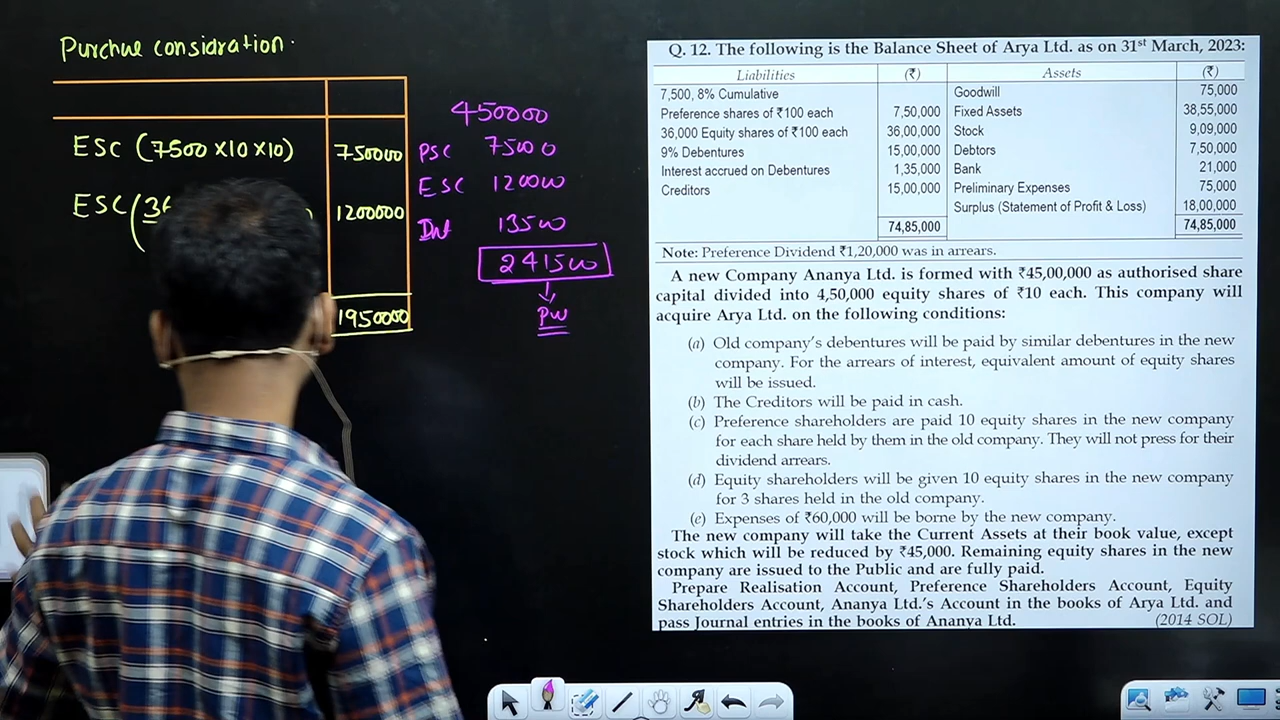 Purchue considration.
ESC (7500 x10 x10) 750000
ESC (36 1200000
1950000
450000
PSC 75000
ESC 120000
Dbt 13500
241500
PW
Q. 12. The following is the Balance Sheet of Arya Ltd. as on 31st March, 2023:
Liabilities (₹) Assets (₹)
7,500, 8% Cumulative Goodwill 75,000
Preference shares of ₹100 each 7,50,000 Fixed Assets 38,55,000
36,000 Equity shares of ₹100 each 36,00,000 Stock 9,09,000
9% Debentures 15,00,000 Debtors 7,50,000
Interest accrued on Debentures 1,35,000 Bank 21,000
Creditors 15,00,000 Preliminary Expenses 75,000
Surplus (Statement of Profit & Loss) 18,00,000
74,85,000 74,85,000
Note: Preference Dividend ₹1,20,000 was in arrears.
A new Company Ananya Ltd. is formed with ₹45,00,000 as authorised share
capital divided into 4,50,000 equity shares of ₹10 each. This company will
acquire Arya Ltd. on the following conditions:
(a) Old company's debentures will be paid by similar debentures in the new
company. For the arrears of interest, equivalent amount of equity shares
will be issued.
(b) The Creditors will be paid in cash.
(c) Preference shareholders are paid 10 equity shares in the new company
for each share held by them in the old company. They will not press for their
dividend arrears.
(d) Equity shareholders will be given 10 equity shares in the new company
for 3 shares held in the old company.
(e) Expenses of ₹60,000 will be borne by the new company.
The new company will take the Current Assets at their book value, except
stock which will be reduced by ₹45,000. Remaining equity shares in the new
company are issued to the Public and are fully paid.
Prepare Realisation Account, Preference Shareholders Account, Equity
Shareholders Account, Ananya Ltd.'s Account in the books of Arya Ltd. and
pass Journal entries in the books of Ananya Ltd. (2014 SOL)